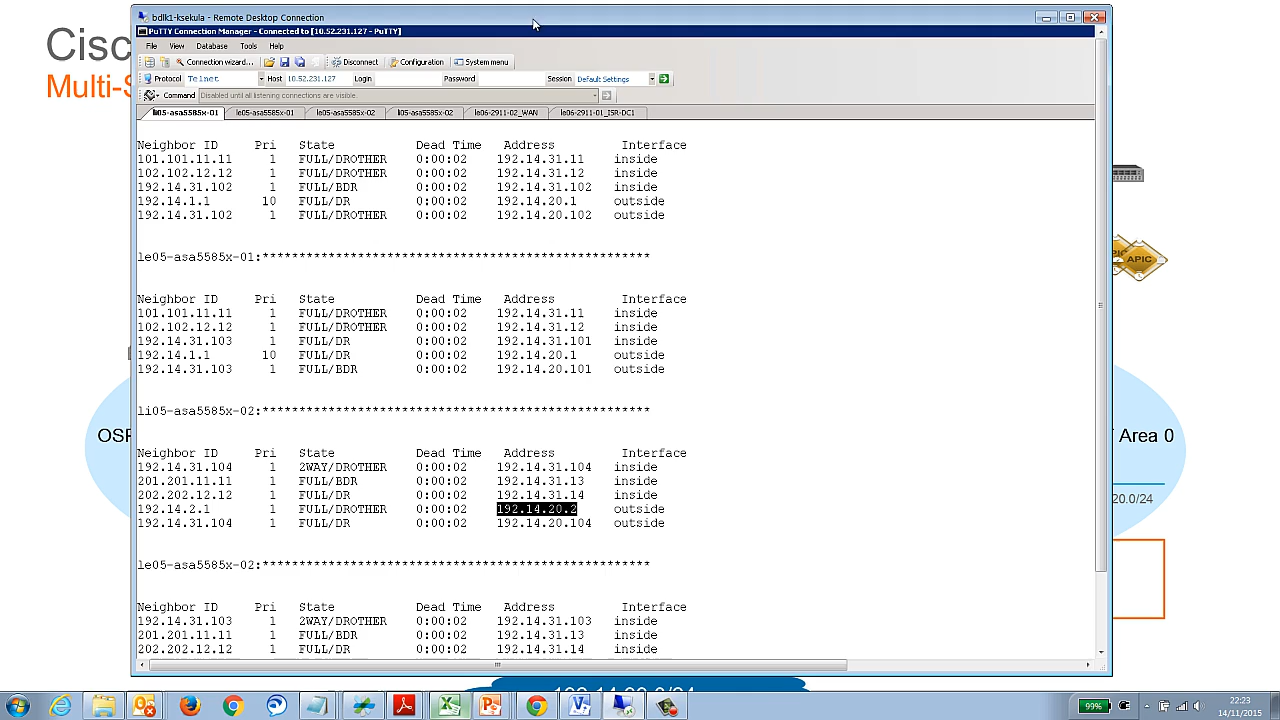 Cisc
Multi-S
bdlk1-ksekula - Remote Desktop Connection
PuTTY Connection Manager - Connected to [10.52.231.127 - PuTTY]
File View Database Tools Help
Connection wizard... Disconnect Configuration System menu
Protocol Telnet Host 10.52.231.127 Login Password Session Default Settings
Command Disabled until all listening connections are visible.
li05-asa5585x-01 le05-asa5585x-01 le05-asa5585x-02 li05-asa5585x-02 le06-2911-02_WAN le06-2911-01_ISR-DC1
Neighbor ID Pri State Dead Time Address Interface
101.101.11.11 1 FULL/DROTHER 0:00:02 192.14.31.11 inside
102.102.12.12 1 FULL/DROTHER 0:00:02 192.14.31.12 inside
192.14.31.102 1 FULL/BDR 0:00:02 192.14.31.102 inside
192.14.1.1 10 FULL/DR 0:00:02 192.14.20.1 outside
192.14.31.102 1 FULL/DROTHER 0:00:02 192.14.20.102 outside
le05-asa5585x-01:*****************************************************
Neighbor ID Pri State Dead Time Address Interface
101.101.11.11 1 FULL/DROTHER 0:00:02 192.14.31.11 inside
102.102.12.12 1 FULL/DROTHER 0:00:02 192.14.31.12 inside
192.14.31.103 1 FULL/DR 0:00:02 192.14.31.101 inside
192.14.1.1 10 FULL/DR 0:00:02 192.14.20.1 outside
192.14.31.103 1 FULL/BDR 0:00:02 192.14.20.101 outside
li05-asa5585x-02:*****************************************************
Neighbor ID Pri State Dead Time Address Interface
192.14.31.104 1 2WAY/DROTHER 0:00:02 192.14.31.104 inside
201.201.11.11 1 FULL/BDR 0:00:02 192.14.31.13 inside
202.202.12.12 1 FULL/DR 0:00:02 192.14.31.14 inside
192.14.2.1 1 FULL/DROTHER 0:00:02 192.14.20.2 outside
192.14.31.104 1 FULL/DR 0:00:02 192.14.20.104 outside
le05-asa5585x-02:*****************************************************
Neighbor ID Pri State Dead Time Address Interface
192.14.31.103 1 2WAY/DROTHER 0:00:02 192.14.31.103 inside
201.201.11.11 1 FULL/BDR 0:00:02 192.14.31.13 inside
202.202.12.12 1 FULL/DR 0:00:02 192.14.31.14 inside
APIC
OSP
Area 0
20.0/24
99%
22:23
14/11/2015